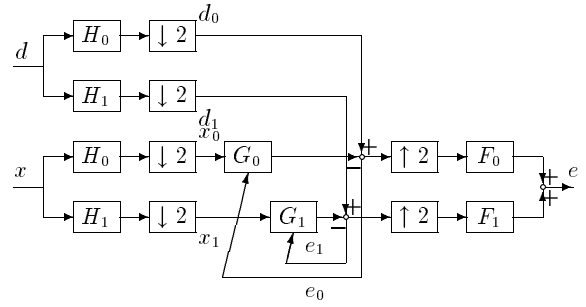 d₀
d H₀ ↓ 2
H₁ ↓ 2
d₁
x₀ +
x H₀ ↓ 2 G₀ − ↑ 2 F₀ + e
+
H₁ ↓ 2 G₁ + − ↑ 2 F₁
x₁ e₁
e₀